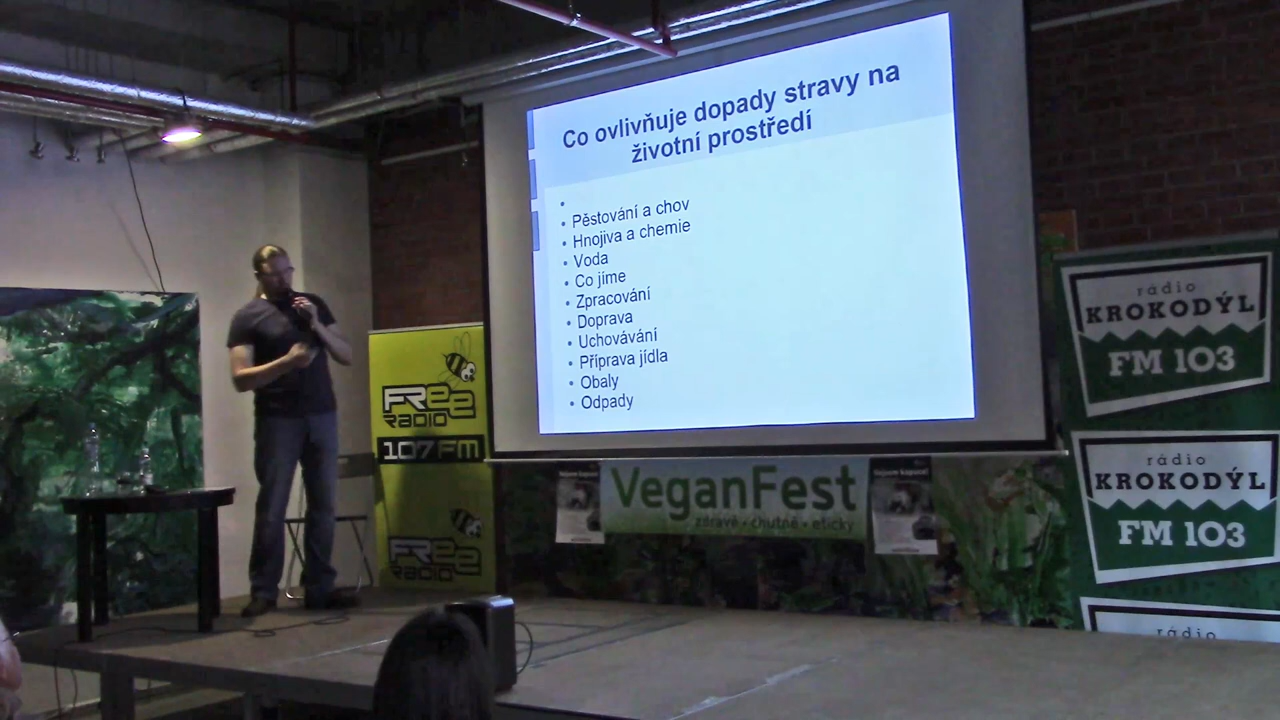 Co ovlivňuje dopady stravy na
životní prostředí
•
• Pěstování a chov
• Hnojiva a chemie
• Voda
• Co jíme
• Zpracování
• Doprava
• Uchovávání
• Příprava jídla
• Obaly
• Odpady
FREE
RADIO
107 FM
FREE
RADIO
VeganFest
zdravě • chutně • eticky
rádio
KROKODÝL
FM 103
rádio
KROKODÝL
FM 103
rádio